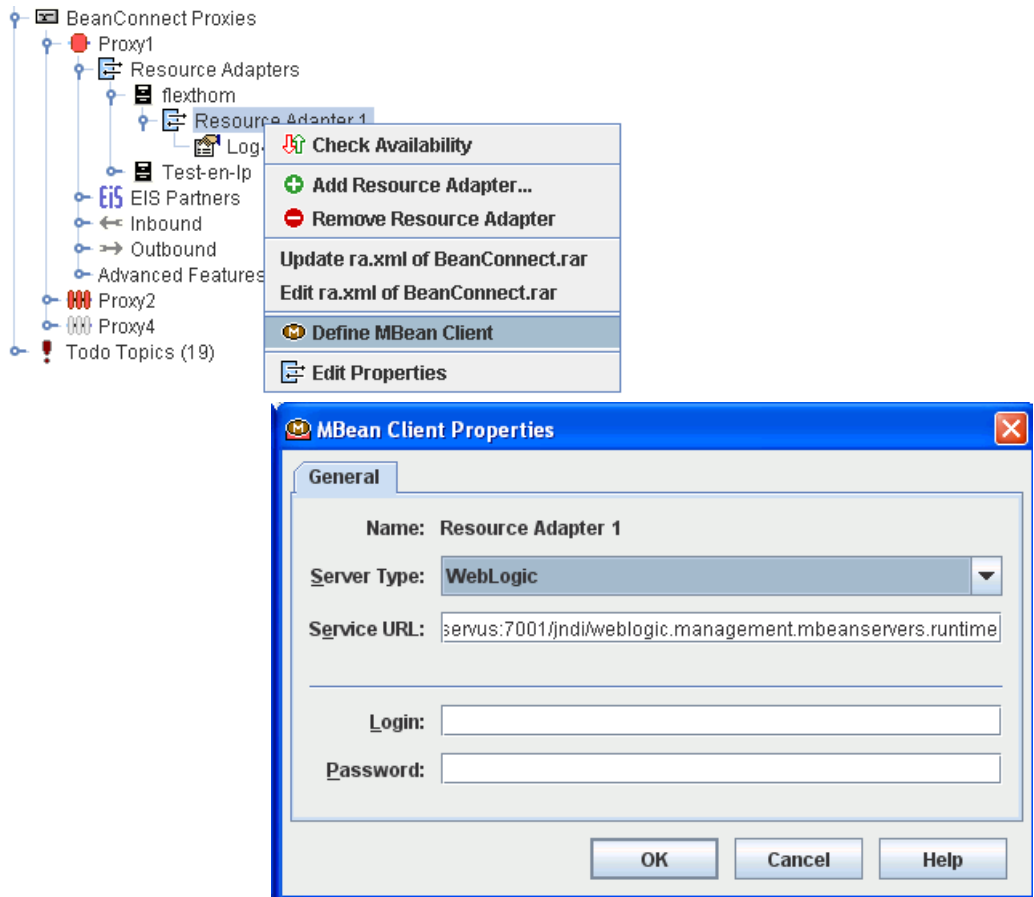 BeanConnect Proxies
Proxy1
Resource Adapters
flexthom
Resource Adapter 1
Log
Test-en-lp
EIS EIS Partners
Inbound
Outbound
Advanced Features
Proxy2
Proxy4
Todo Topics (19)
Check Availability
Add Resource Adapter...
Remove Resource Adapter
Update ra.xml of BeanConnect.rar
Edit ra.xml of BeanConnect.rar
M Define MBean Client
Edit Properties
M MBean Client Properties
General
Name: Resource Adapter 1
Server Type: WebLogic
Service URL: servus:7001/jndi/weblogic.management.mbeanservers.runtime
Login:
Password:
OK Cancel Help